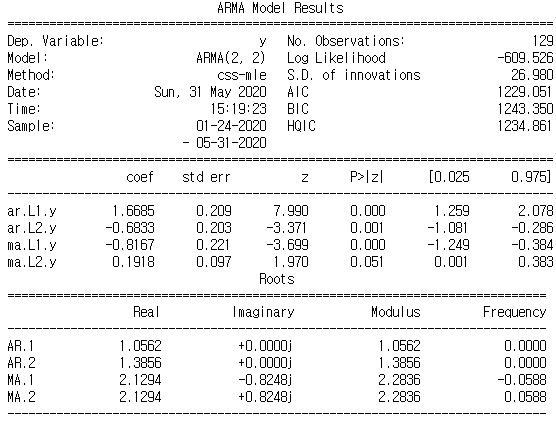 ARMA Model Results
==============================================================================
Dep. Variable: y No. Observations: 129
Model: ARMA(2, 2) Log Likelihood -609.526
Method: css-mle S.D. of innovations 26.980
Date: Sun, 31 May 2020 AIC 1229.051
Time: 15:19:23 BIC 1243.350
Sample: 01-24-2020 HQIC 1234.861
- 05-31-2020
==============================================================================
coef std err z P>|z| [0.025 0.975]
------------------------------------------------------------------------------
ar.L1.y 1.6685 0.209 7.990 0.000 1.259 2.078
ar.L2.y -0.6833 0.203 -3.371 0.001 -1.081 -0.286
ma.L1.y -0.8167 0.221 -3.699 0.000 -1.249 -0.384
ma.L2.y 0.1918 0.097 1.970 0.051 0.001 0.383
Roots
=============================================================================
Real Imaginary Modulus Frequency
-----------------------------------------------------------------------------
AR.1 1.0562 +0.0000j 1.0562 0.0000
AR.2 1.3856 +0.0000j 1.3856 0.0000
MA.1 2.1294 -0.8248j 2.2836 -0.0588
MA.2 2.1294 +0.8248j 2.2836 0.0588
-----------------------------------------------------------------------------